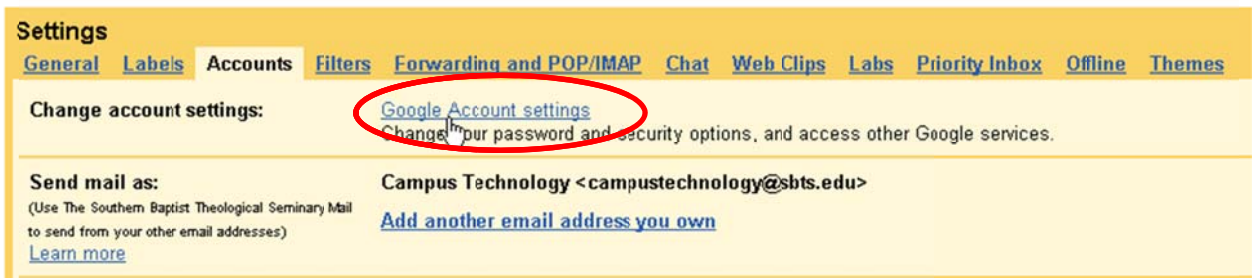 Settings
General Labels Accounts Filters Forwarding and POP/IMAP Chat Web Clips Labs Priority Inbox Offline Themes
Change account settings: Google Account settings
Change your password and security options, and access other Google services.
Send mail as: Campus Technology <campustechnology@sbts.edu>
(Use The Southern Baptist Theological Seminary Mail
to send from your other email addresses) Add another email address you own
Learn more